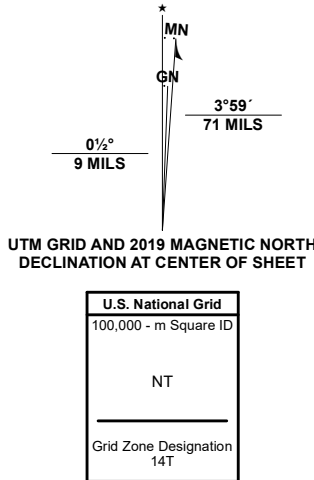 ★
MN
GN
3°59´
71 MILS
0½°
9 MILS
UTM GRID AND 2019 MAGNETIC NORTH
DECLINATION AT CENTER OF SHEET
U.S. National Grid
100,000 - m Square ID
NT
Grid Zone Designation
14T